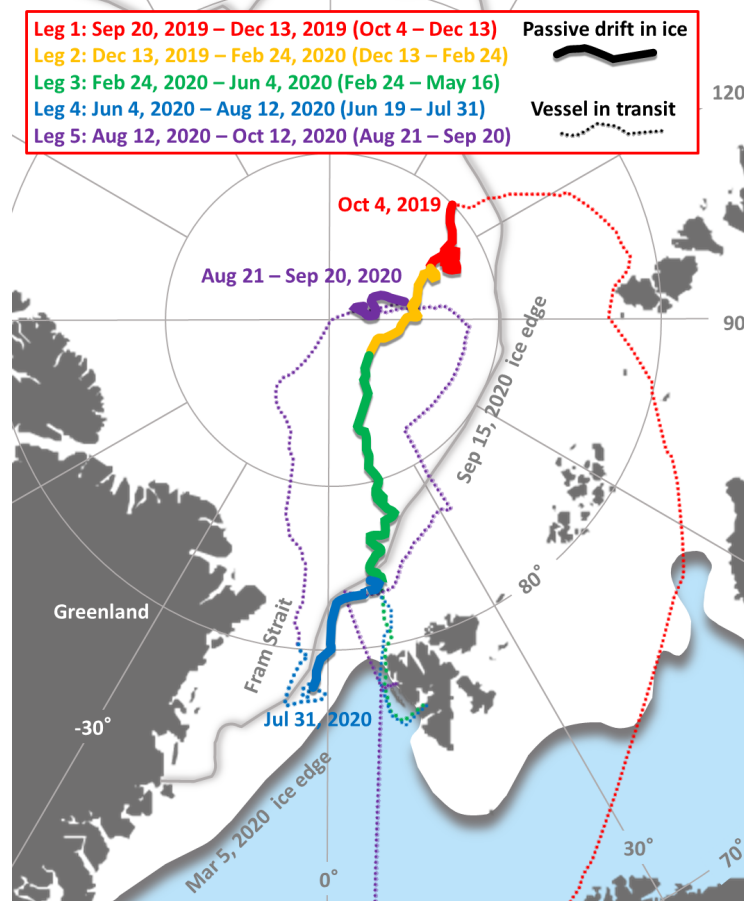 Leg 1: Sep 20, 2019 – Dec 13, 2019 (Oct 4 – Dec 13)
Leg 2: Dec 13, 2019 – Feb 24, 2020 (Dec 13 – Feb 24)
Leg 3: Feb 24, 2020 – Jun 4, 2020 (Feb 24 – May 16)
Leg 4: Jun 4, 2020 – Aug 12, 2020 (Jun 19 – Jul 31)
Leg 5: Aug 12, 2020 – Oct 12, 2020 (Aug 21 – Sep 20)
Passive drift in ice
Vessel in transit
120
Oct 4, 2019
Aug 21 – Sep 20, 2020
90
Sep 15, 2020 ice edge
80°
Greenland
Fram Strait
-30°
Jul 31, 2020
Mar 5, 2020 ice edge
0°
30°
70°